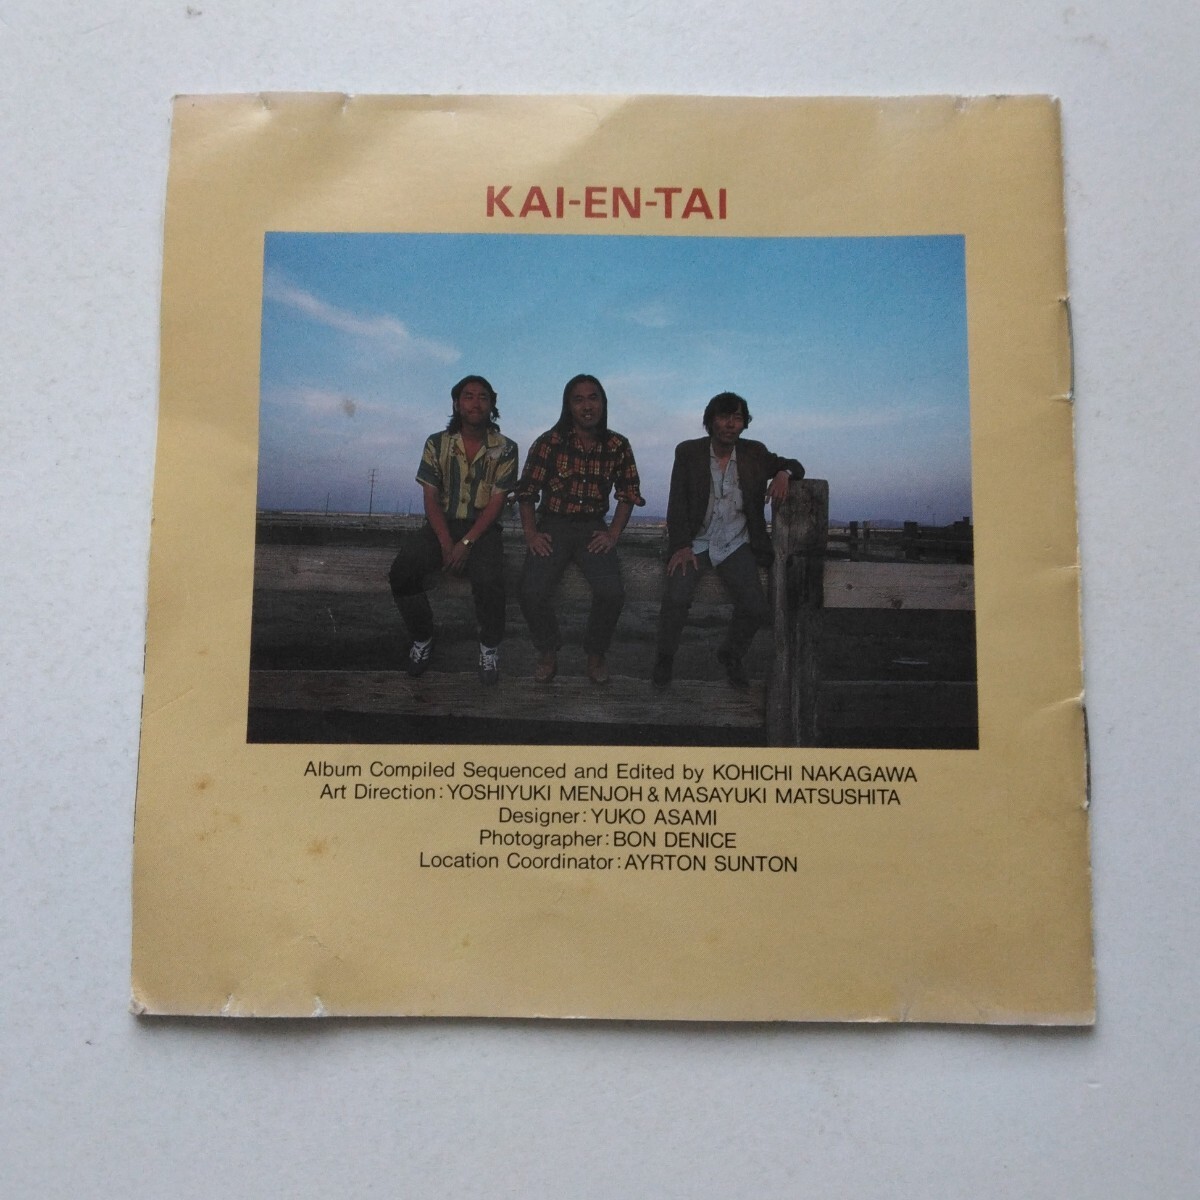 KAI-EN-TAI
Album Compiled Sequenced and Edited by KOHICHI NAKAGAWA
Art Direction:YOSHIYUKI MENJOH & MASAYUKI MATSUSHITA
Designer:YUKO ASAMI
Photographer:BON DENICE
Location Coordinator:AYRTON SUNTON